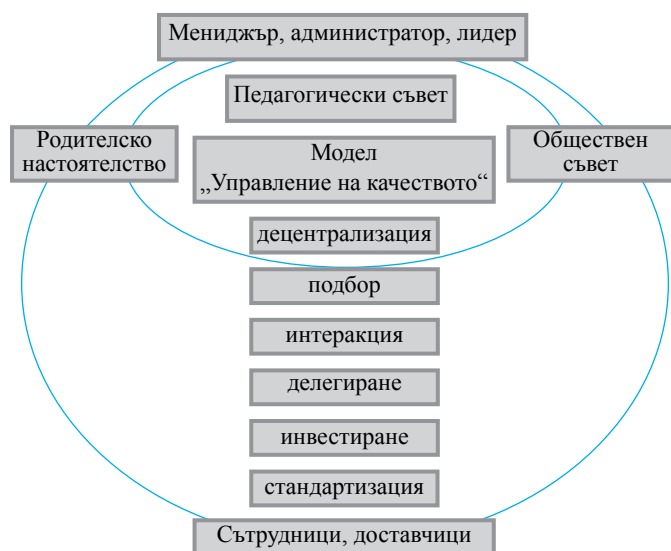 Мениджър, администратор, лидер
Педагогически съвет
Родителско
настоятелство
Модел
„Управление на качеството“
Обществен
съвет
децентрализация
подбор
интеракция
делегиране
инвестиране
стандартизация
Сътрудници, доставчици